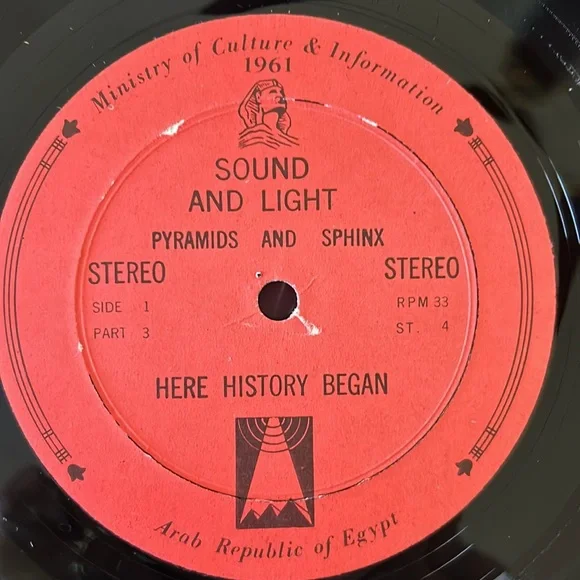 Ministry of Culture & Information
1961
SOUND
AND LIGHT
PYRAMIDS AND SPHINX
STEREO STEREO
SIDE 1 RPM 33
PART 3 ST. 4
HERE HISTORY BEGAN
Arab Republic of Egypt